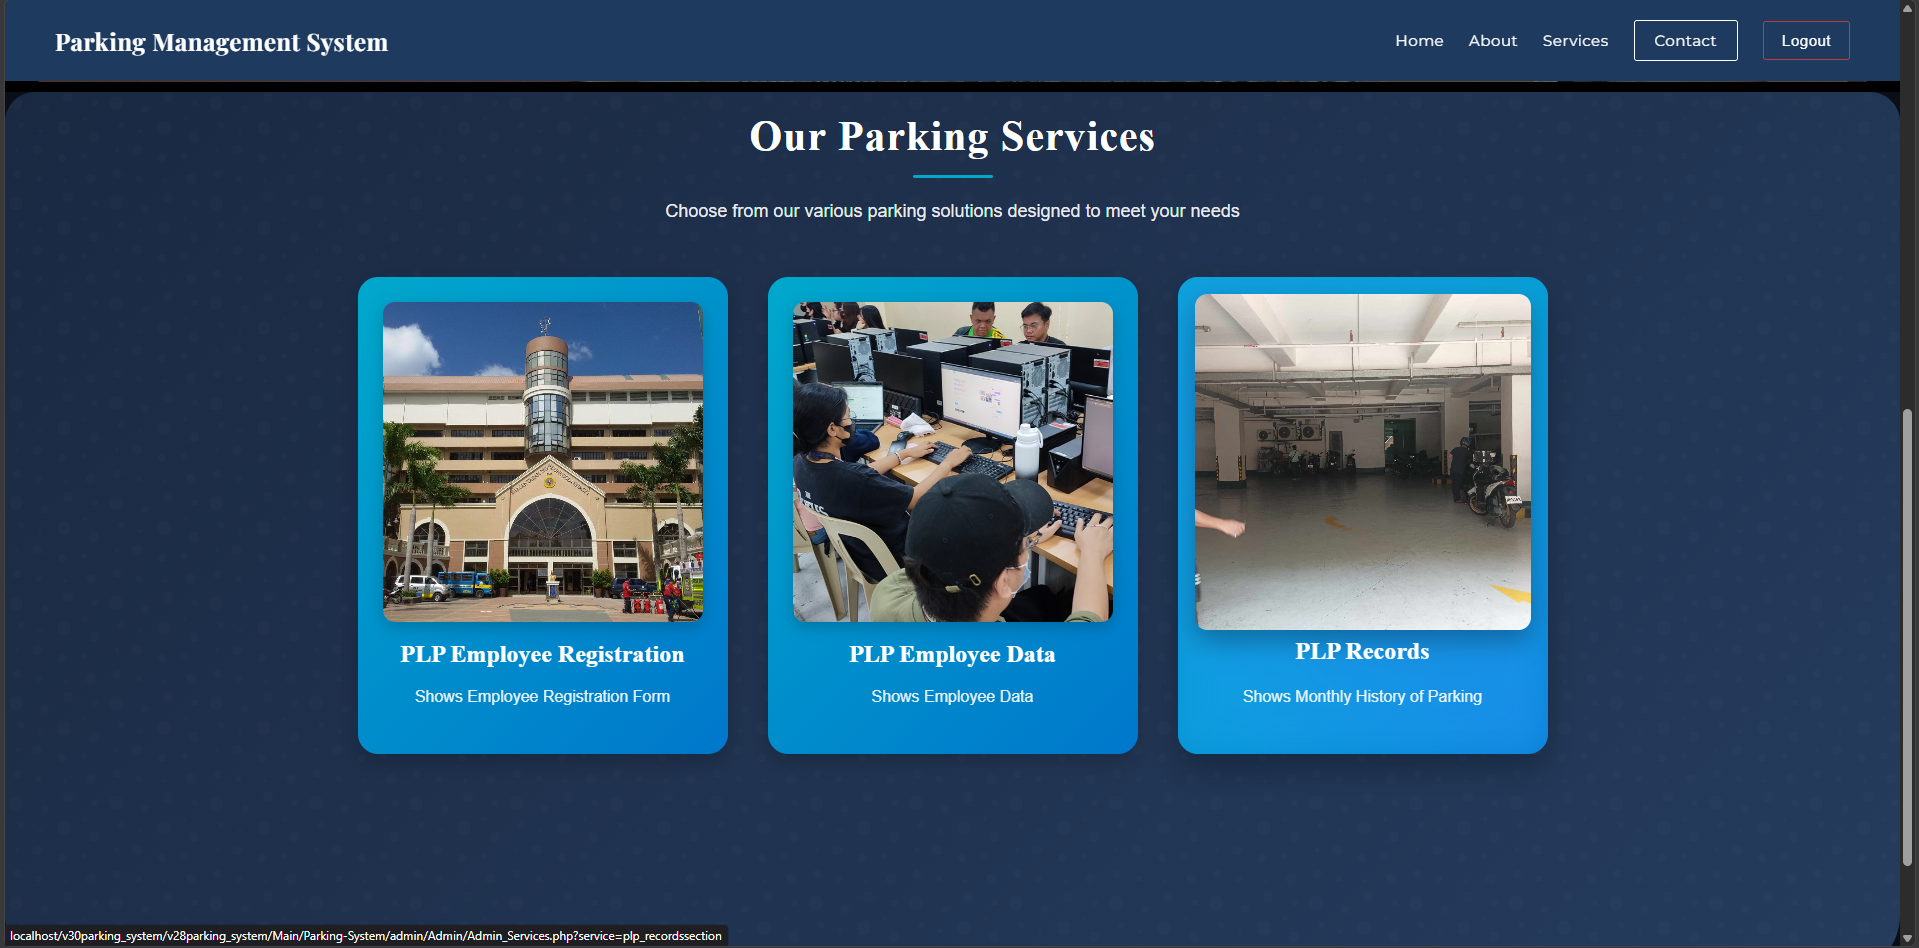 Parking Management System
Home
About
Services
Contact
Logout
Our Parking Services
Choose from our various parking solutions designed to meet your needs
PLP Employee Registration
Shows Employee Registration Form
PLP Employee Data
Shows Employee Data
PLP Records
Shows Monthly History of Parking
localhost/v30parking_system/v28parking_system/Main/Parking-System/admin/Admin/Admin_Services.php?service=plp_recordssection